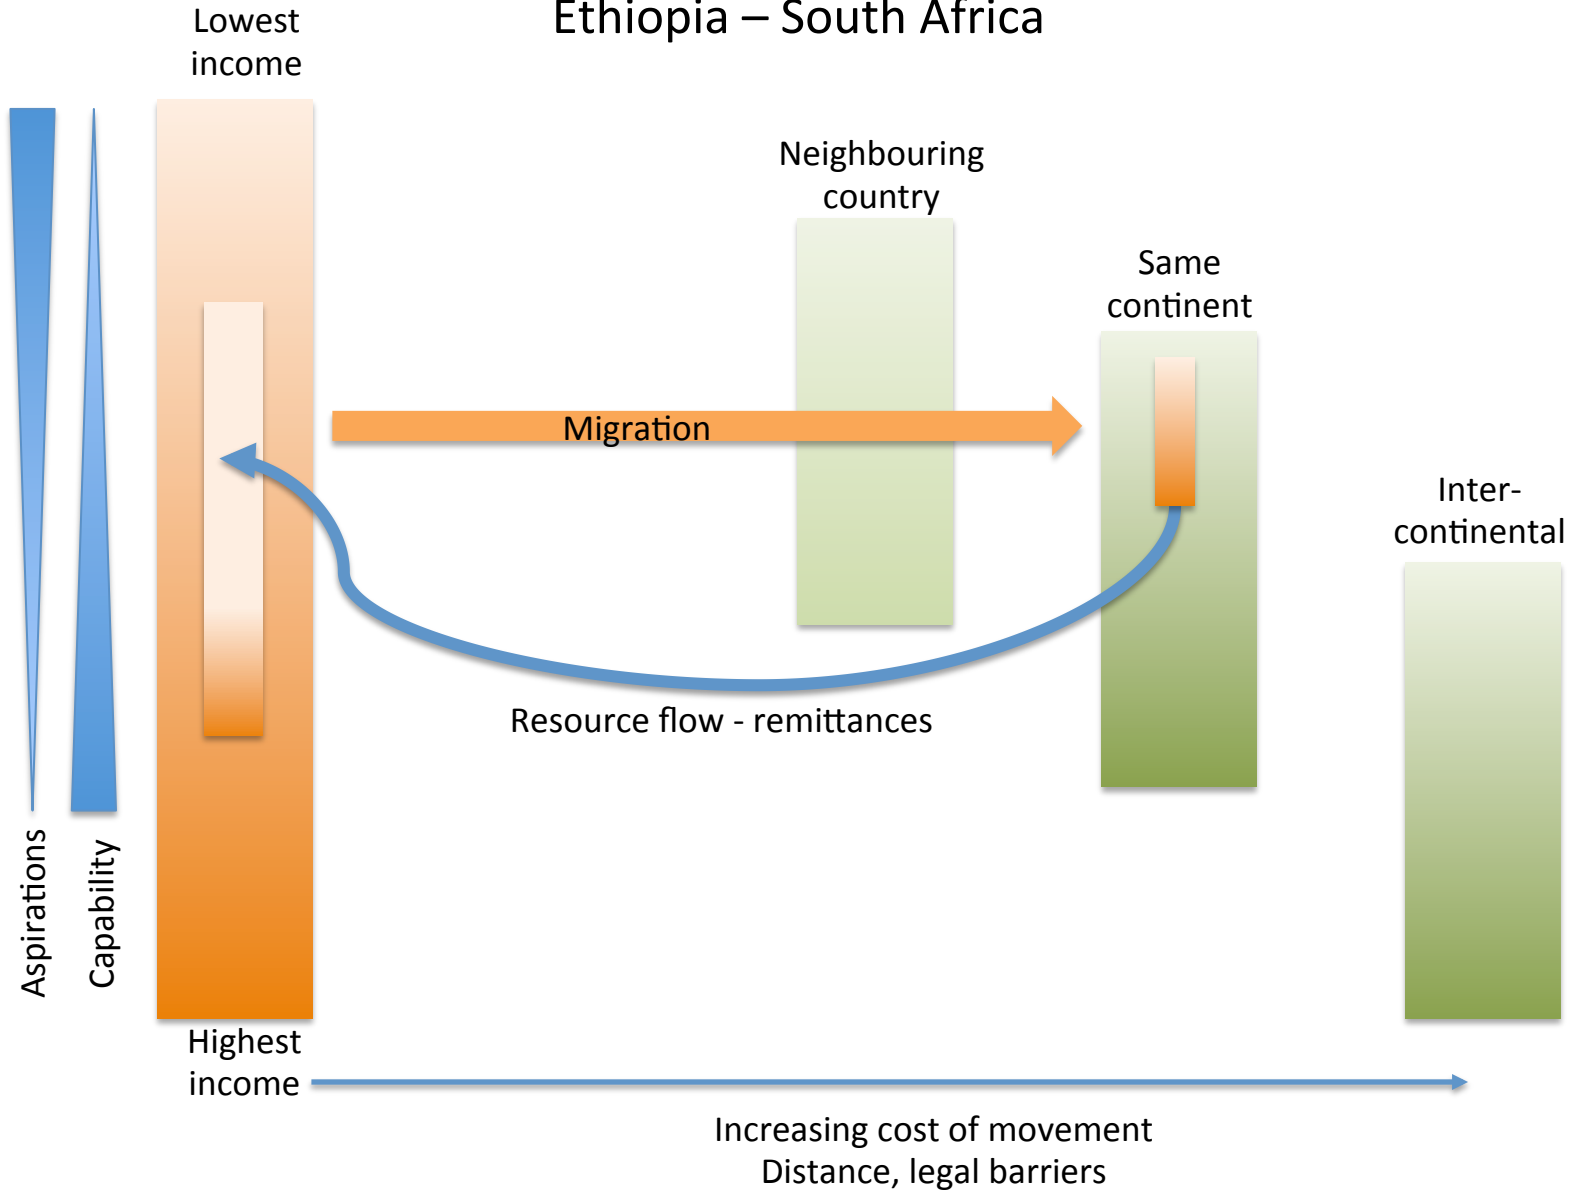 Ethiopia – South Africa
Lowest
income
Neighbouring
country
Same
continent
Migration
Inter-
continental
Resource flow - remittances
Aspirations
Capability
Highest
income
Increasing cost of movement
Distance, legal barriers